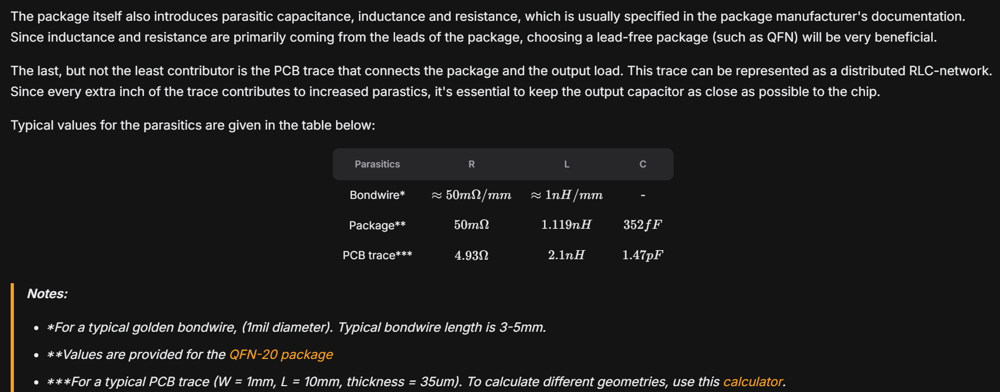 The package itself also introduces parasitic capacitance, inductance and resistance, which is usually specified in the package manufacturer's documentation.
Since inductance and resistance are primarily coming from the leads of the package, choosing a lead-free package (such as QFN) will be very beneficial.
The last, but not the least contributor is the PCB trace that connects the package and the output load. This trace can be represented as a distributed RLC-network.
Since every extra inch of the trace contributes to increased parastics, it's essential to keep the output capacitor as close as possible to the chip.
Typical values for the parasitics are given in the table below:
Parasitics R L C
Bondwire* ≈ 50mΩ/mm ≈ 1nH/mm -
Package** 50mΩ 1.119nH 352fF
PCB trace*** 4.93Ω 2.1nH 1.47pF
Notes:
• *For a typical golden bondwire, (1mil diameter). Typical bondwire length is 3-5mm.
• **Values are provided for the QFN-20 package
• ***For a typical PCB trace (W = 1mm, L = 10mm, thickness = 35um). To calculate different geometries, use this calculator.